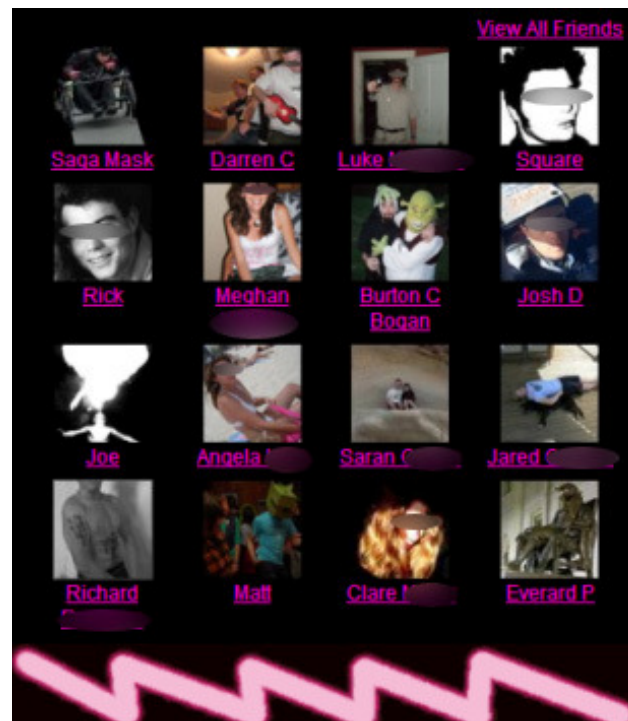 View All Friends
Saga Mask
Darren C
Luke
Square
Rick
Meghan
Burton C
Bogan
Josh D
Joe
Angela
Saran
Jared
Richard
Matt
Clare
Everard P